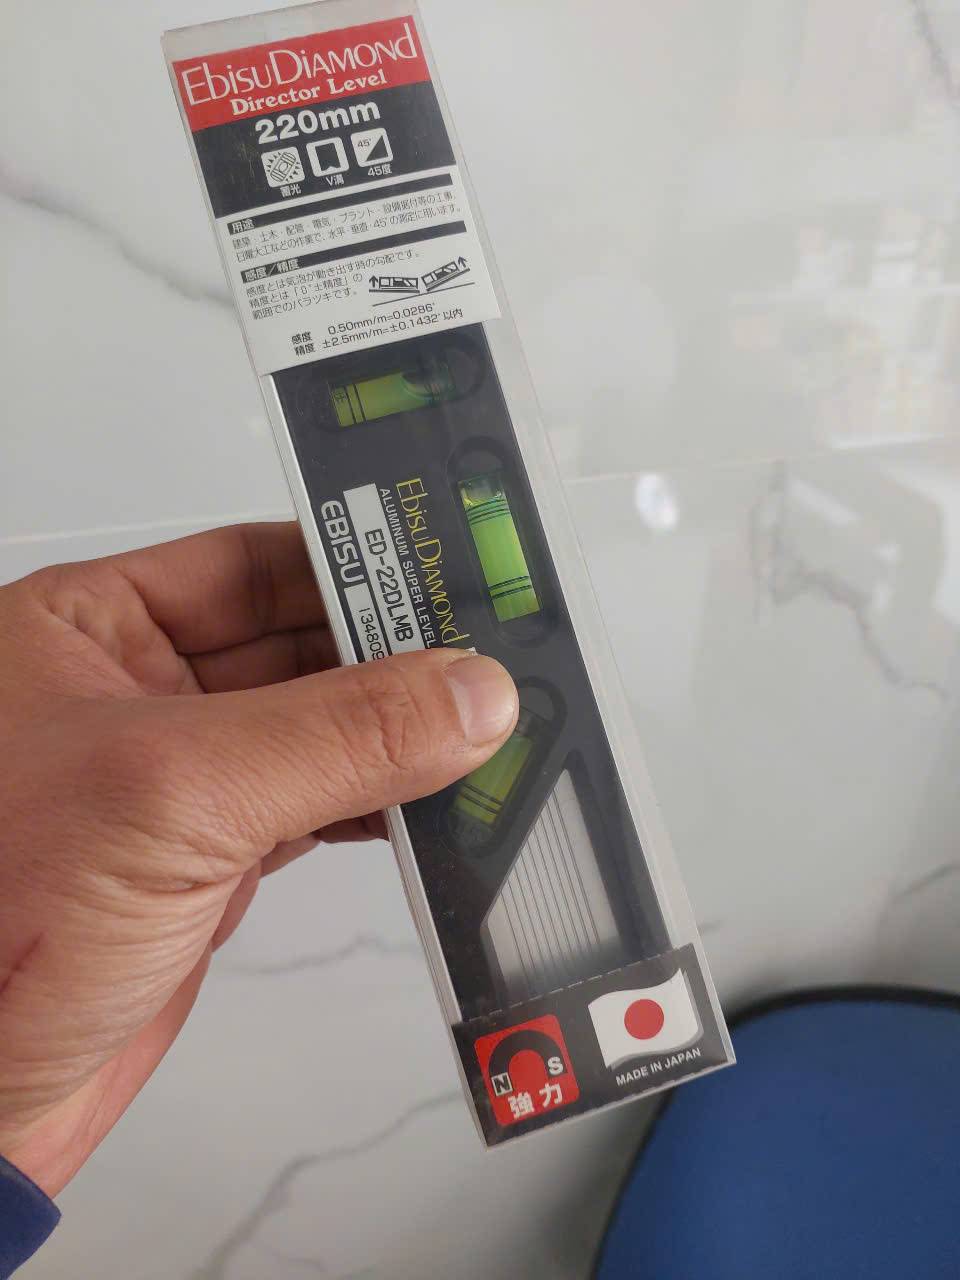 EbisuDiamond
Director Level
220mm
45°
蓄光
V溝
45度
用途
建築・土木・配管・電気・プラント・設備据付等の工事、
日曜大工などの作業で、水平・垂直・45°の測定に用います。
感度/精度
感度とは気泡が動き出す時の勾配です。
精度とは「0°±精度」の
範囲でのバラツキです。
感度 0.50mm/m=0.0286°
精度 ±2.5mm/m=±0.1432°以内
EbisuDiamond
ALUMINUM SUPER LEVEL
ED-22DLMB
EBISU
134809
N S
強力
MADE IN JAPAN